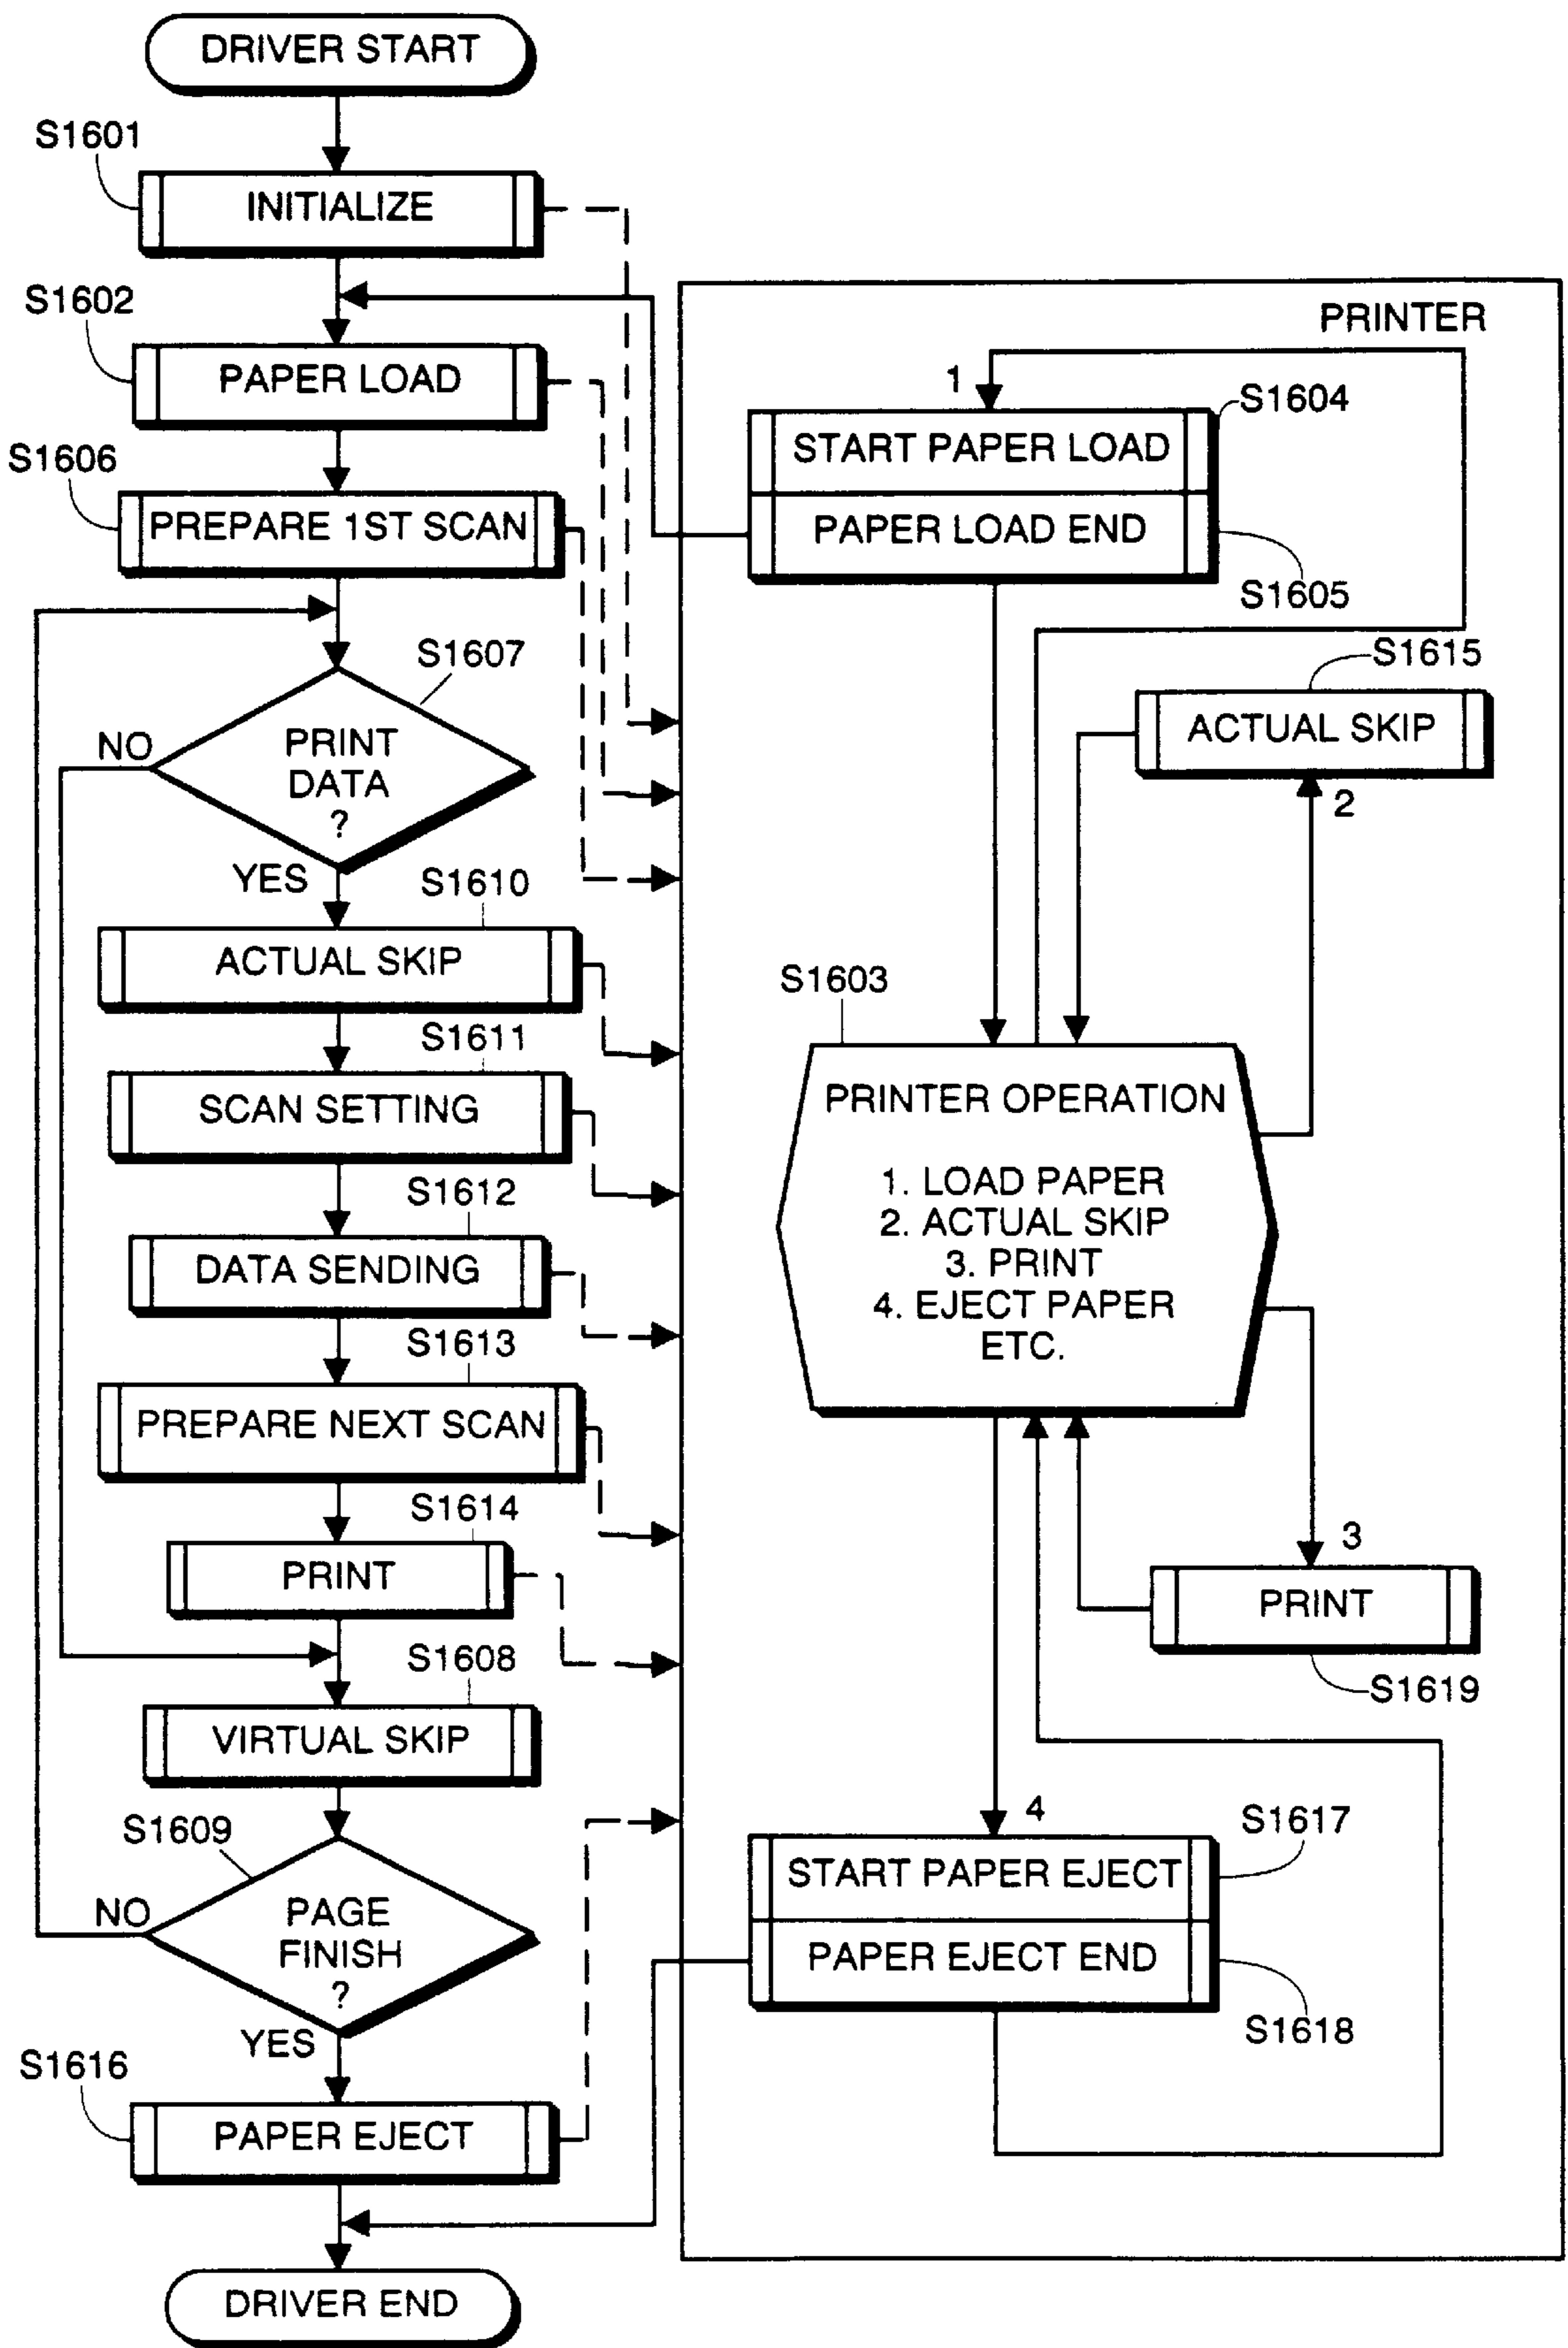 DRIVER START
S1601
INITIALIZE
S1602
PAPER LOAD
S1606
PREPARE 1ST SCAN
S1607
NO
PRINT
DATA
?
YES
S1610
ACTUAL SKIP
S1611
SCAN SETTING
S1612
DATA SENDING
S1613
PREPARE NEXT SCAN
S1614
PRINT
S1608
VIRTUAL SKIP
S1609
NO
PAGE
FINISH
?
YES
S1616
PAPER EJECT
DRIVER END
PRINTER
1
S1604
START PAPER LOAD
PAPER LOAD END
S1605
S1615
ACTUAL SKIP
2
S1603
PRINTER OPERATION
1. LOAD PAPER
2. ACTUAL SKIP
3. PRINT
4. EJECT PAPER
ETC.
3
PRINT
S1619
4
S1617
START PAPER EJECT
PAPER EJECT END
S1618